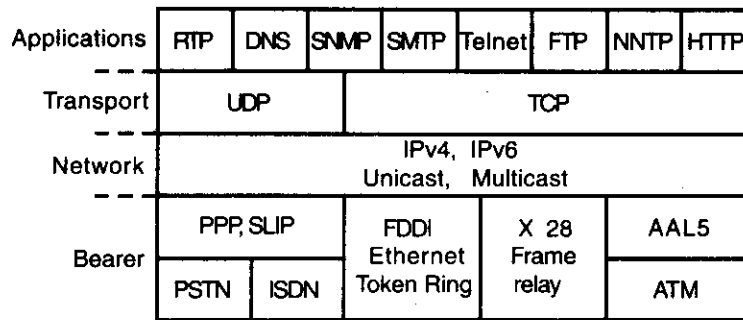 Applications RTP DNS SNMP SMTP Telnet FTP NNTP HTTP
Transport UDP TCP
Network IPv4, IPv6
Unicast, Multicast
Bearer
PPP, SLIP
PSTN ISDN
FDDI
Ethernet
Token Ring
X 28
Frame
relay
AAL5
ATM